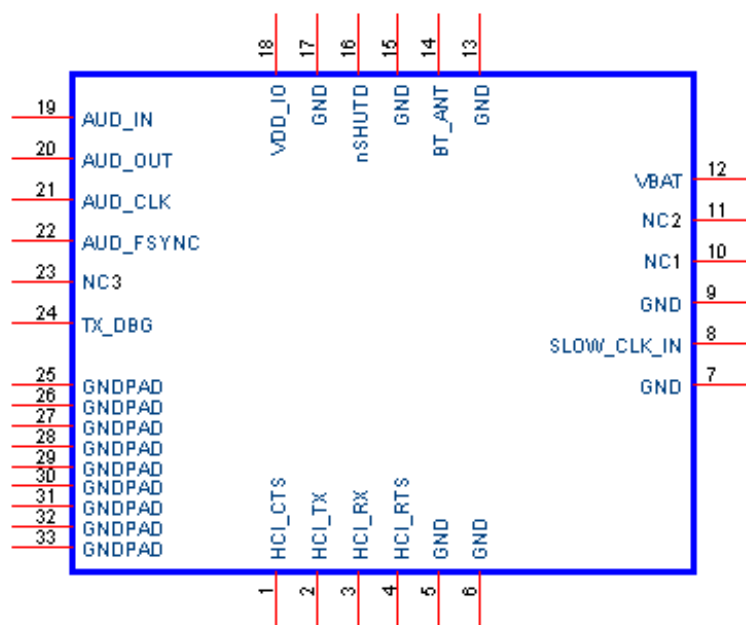 18 17 16 15 14 13
VDD_IO GND nSHUTD GND BT_ANT GND
19 AUD_IN
20 AUD_OUT
21 AUD_CLK
22 AUD_FSYNC
23 NC3
24 TX_DBG
25 GNDPAD
26 GNDPAD
27 GNDPAD
28 GNDPAD
29 GNDPAD
30 GNDPAD
31 GNDPAD
32 GNDPAD
33 GNDPAD
VBAT 12
NC2 11
NC1 10
GND 9
SLOW_CLK_IN 8
GND 7
HCI_CTS HCI_TX HCI_RX HCI_RTS GND GND
1 2 3 4 5 6